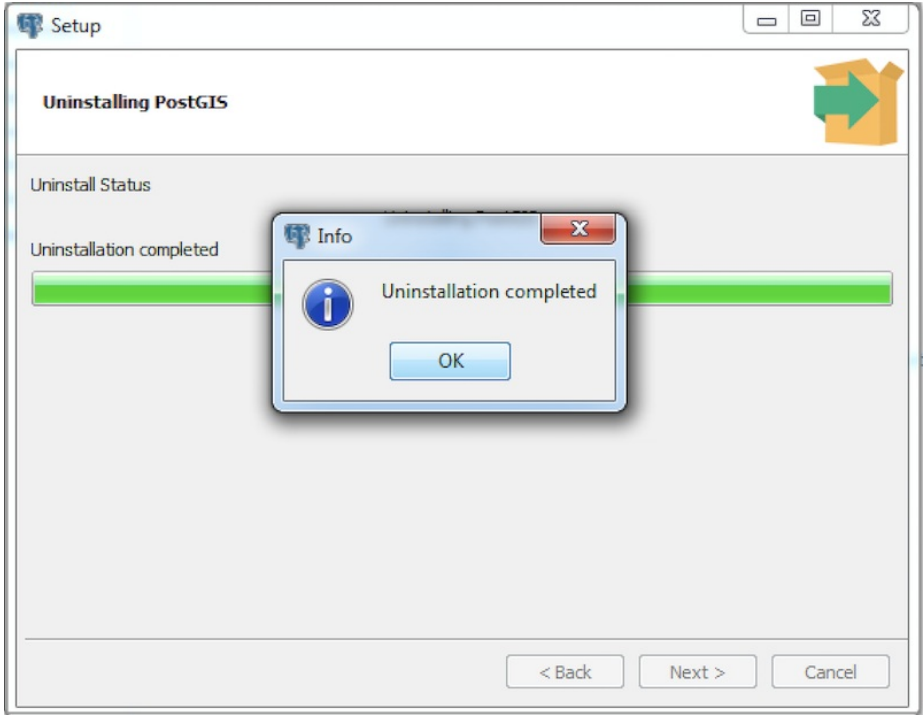 Setup
Uninstalling PostGIS
Uninstall Status
Uninstallation completed
Info
Uninstallation completed
OK
< Back
Next >
Cancel